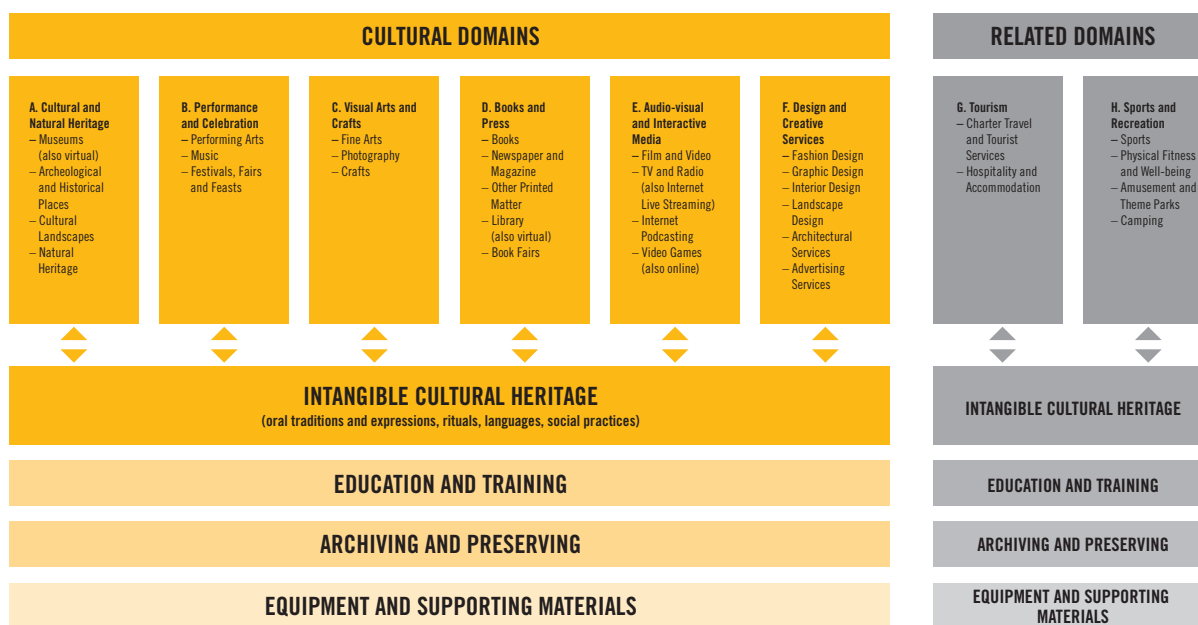 CULTURAL DOMAINS
A. Cultural and
Natural Heritage
– Museums
(also virtual)
– Archeological
and Historical
Places
– Cultural
Landscapes
– Natural
Heritage
B. Performance
and Celebration
– Performing Arts
– Music
– Festivals, Fairs
and Feasts
C. Visual Arts and
Crafts
– Fine Arts
– Photography
– Crafts
D. Books and
Press
– Books
– Newspaper and
Magazine
– Other Printed
Matter
– Library
(also virtual)
– Book Fairs
E. Audio-visual
and Interactive
Media
– Film and Video
– TV and Radio
(also Internet
Live Streaming)
– Internet
Podcasting
– Video Games
(also online)
F. Design and
Creative
Services
– Fashion Design
– Graphic Design
– Interior Design
– Landscape
Design
– Architectural
Services
– Advertising
Services
INTANGIBLE CULTURAL HERITAGE
(oral traditions and expressions, rituals, languages, social practices)
EDUCATION AND TRAINING
ARCHIVING AND PRESERVING
EQUIPMENT AND SUPPORTING MATERIALS
RELATED DOMAINS
G. Tourism
– Charter Travel
and Tourist
Services
– Hospitality and
Accommodation
H. Sports and
Recreation
– Sports
– Physical Fitness
and Well-being
– Amusement and
Theme Parks
– Camping
INTANGIBLE CULTURAL HERITAGE
EDUCATION AND TRAINING
ARCHIVING AND PRESERVING
EQUIPMENT AND SUPPORTING
MATERIALS